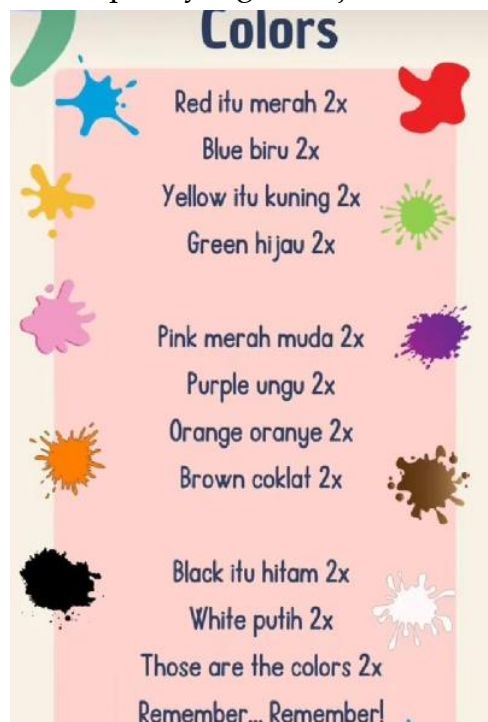 Colors
Red itu merah 2x
Blue biru 2x
Yellow itu kuning 2x
Green hijau 2x
Pink merah muda 2x
Purple ungu 2x
Orange oranye 2x
Brown coklat 2x
Black itu hitam 2x
White putih 2x
Those are the colors 2x
Remember... Remember!